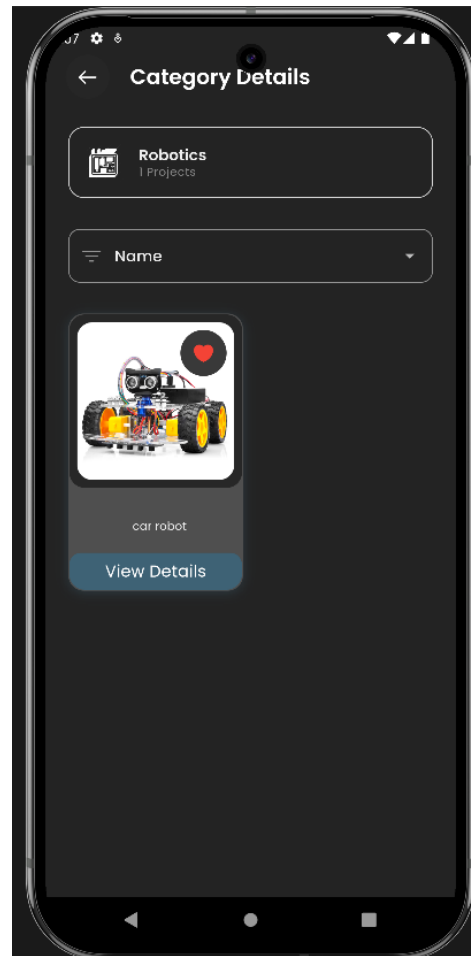 Category Details
Robotics
1 Projects
Name
car robot
View Details